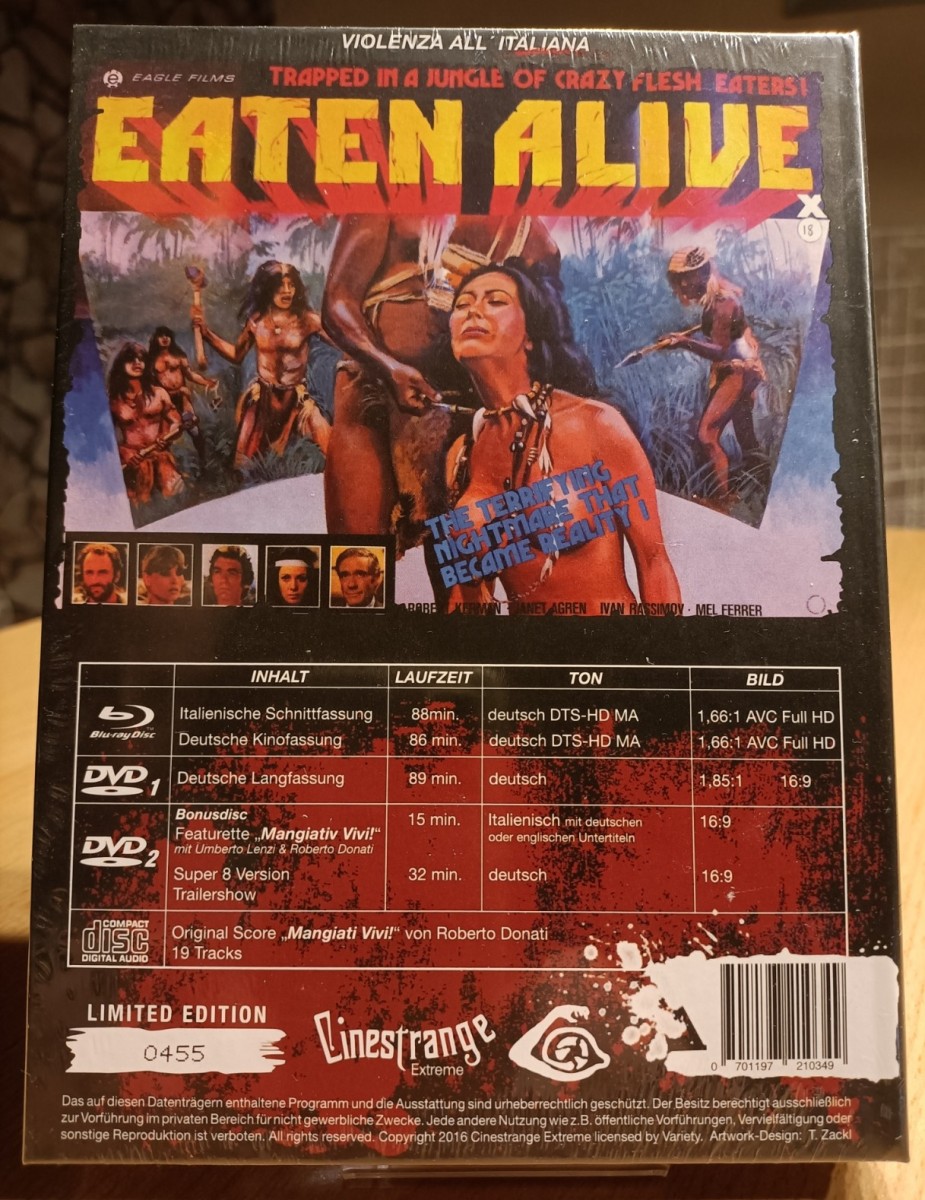 VIOLENZA ALL´ITALIANA
EAGLE FILMS
TRAPPED IN A JUNGLE OF CRAZY FLESH EATERS!
EATEN ALIVE
X
18
THE TERRIFYING
NIGHTMARE THAT
BECAME REALITY!
ROBERT KERMAN · JANET AGREN IVAN RASSIMOV · MEL FERRER
INHALT LAUFZEIT TON BILD
Blu-ray Disc
Italienische Schnittfassung 88min. deutsch DTS-HD MA 1,66:1 AVC Full HD
Deutsche Kinofassung 86 min. deutsch DTS-HD MA 1,66:1 AVC Full HD
DVD 1 Deutsche Langfassung 89 min. deutsch 1,85:1 16:9
DVD 2
Bonusdisc 15 min. Italienisch mit deutschen 16:9
Featurette „Mangiativ Vivi!“ oder englischen Untertiteln
mit Umberto Lenzi & Roberto Donati
Super 8 Version 32 min. deutsch 16:9
Trailershow
COMPACT
disc
DIGITAL AUDIO
Original Score „Mangiati Vivi!“ von Roberto Donati
19 Tracks
LIMITED EDITION
0455
Cinestrange
Extreme
0 701197 210349
Das auf diesen Datenträgern enthaltene Programm und die Ausstattung sind urheberrechtlich geschützt. Der Besitz berechtigt ausschließlich
zur Vorführung im privaten Bereich für nicht gewerbliche Zwecke. Jede andere Nutzung wie z.B. öffentliche Vorführungen, Vervielfältigung oder
sonstige Reproduktion ist verboten. All rights reserved. Copyright 2016 Cinestrange Extreme licensed by Variety. Artwork-Design: T. Zackl